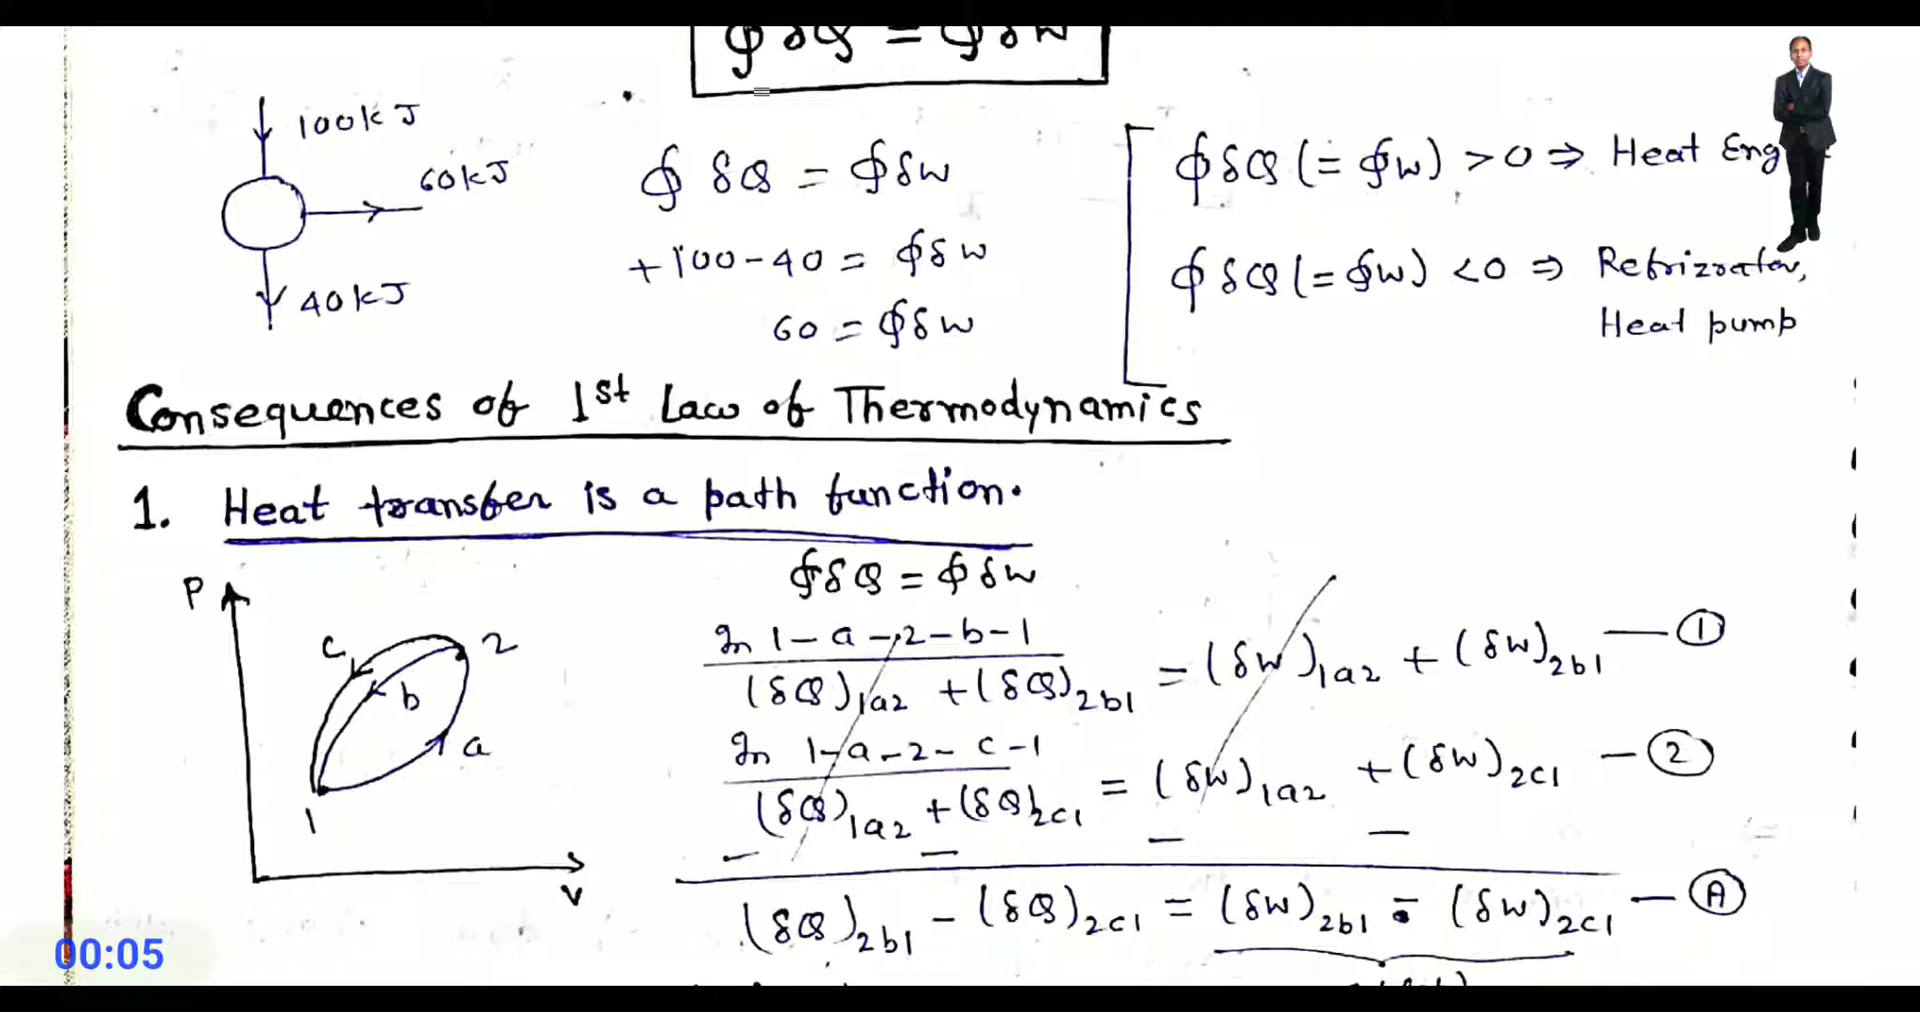 ∮δQ = ∮δW
100kJ
60kJ
40kJ
∮ δQ = ∮δW
+100-40 = ∮δW
60 = ∮δW
∮δQ (= ∮W) > 0 ⇒ Heat Eng
∮δQ (= ∮W) < 0 ⇒ Refrizrator,
Heat pump
Consequences of 1st Law of Thermodynamics
1. Heat transfer is a path function.
∮δQ = ∮δW
In 1-a-2-b-1
(δQ)1a2 + (δQ)2b1 = (δW)1a2 + (δW)2b1 — ①
In 1-a-2-c-1
(δQ)1a2 + (δQ)2c1 = (δW)1a2 + (δW)2c1 — ②
— — — —
(δQ)2b1 - (δQ)2c1 = (δW)2b1 - (δW)2c1 — Ⓐ
P
c
2
b
a
1
V
00:05